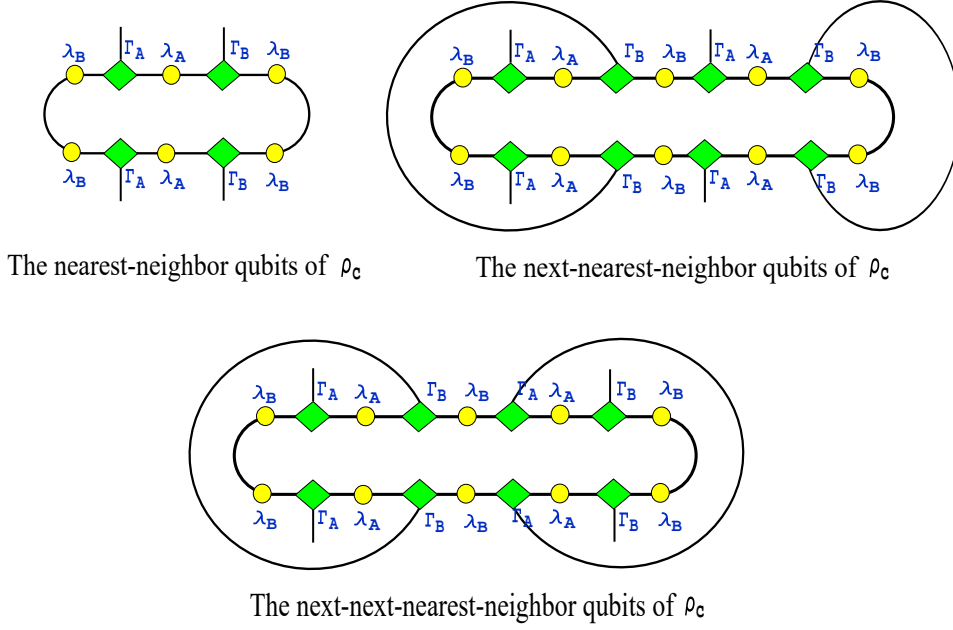 λB ΓA λA ΓB λB
λB ΓA λA ΓB λB
The nearest-neighbor qubits of ρc
λB ΓA λA ΓB λB ΓA λA ΓB λB
λB ΓA λA ΓB λB ΓA λA ΓB λB
The next-nearest-neighbor qubits of ρc
λB ΓA λA ΓB λB ΓA λA ΓB λB
λB ΓA λA ΓB λB ΓA λA ΓB λB
The next-next-nearest-neighbor qubits of ρc